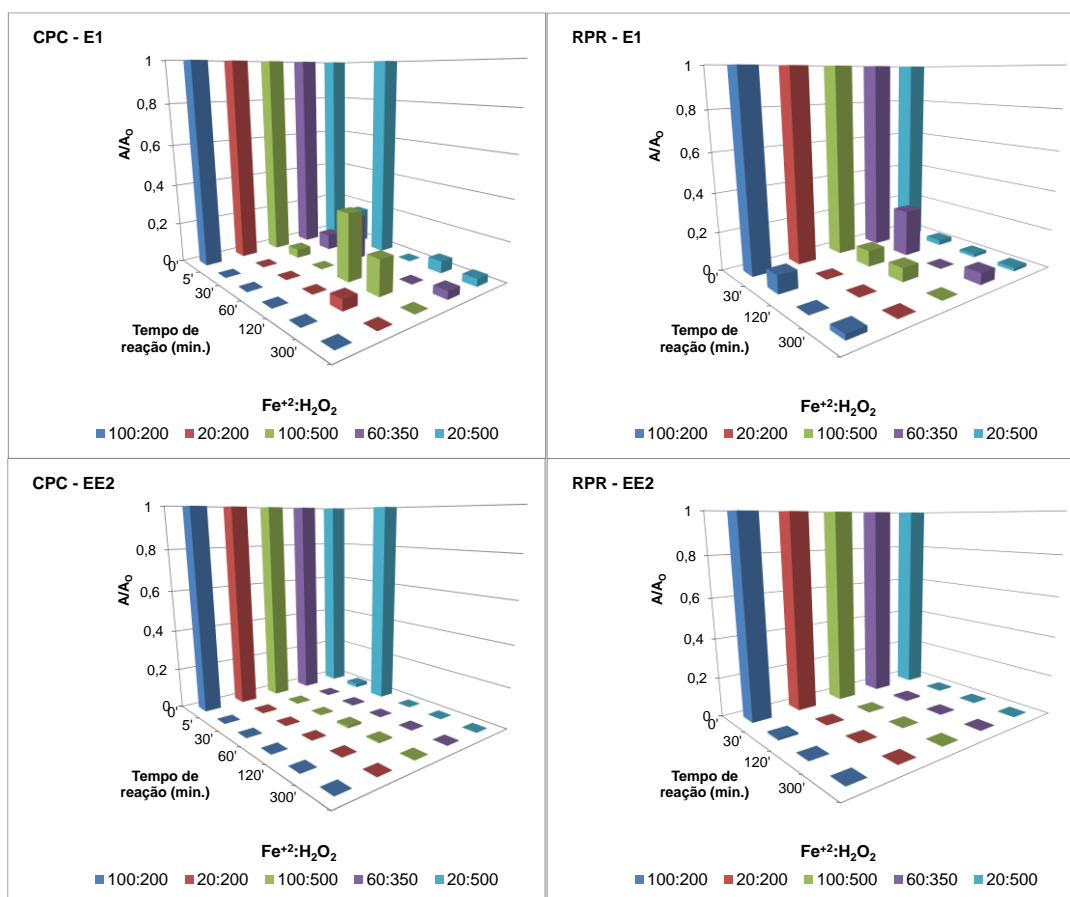 CPC - E1
1
0,8
0,6
0,4
0,2
0
A/A₀
0'
5'
30'
60'
120'
300'
Tempo de
reação (min.)
Fe⁺²:H₂O₂
100:200 20:200 100:500 60:350 20:500
RPR - E1
1
0,8
0,6
0,4
0,2
0
A/A₀
0'
30'
120'
300'
Tempo de
reação (min.)
Fe⁺²:H₂O₂
100:200 20:200 100:500 60:350 20:500
CPC - EE2
1
0,8
0,6
0,4
0,2
0
A/A₀
0'
5'
30'
60'
120'
300'
Tempo de
reação (min.)
Fe⁺²:H₂O₂
100:200 20:200 100:500 60:350 20:500
RPR - EE2
1
0,8
0,6
0,4
0,2
0
A/A₀
0'
30'
120'
300'
Tempo de
reação (min.)
Fe⁺²:H₂O₂
100:200 20:200 100:500 60:350 20:500